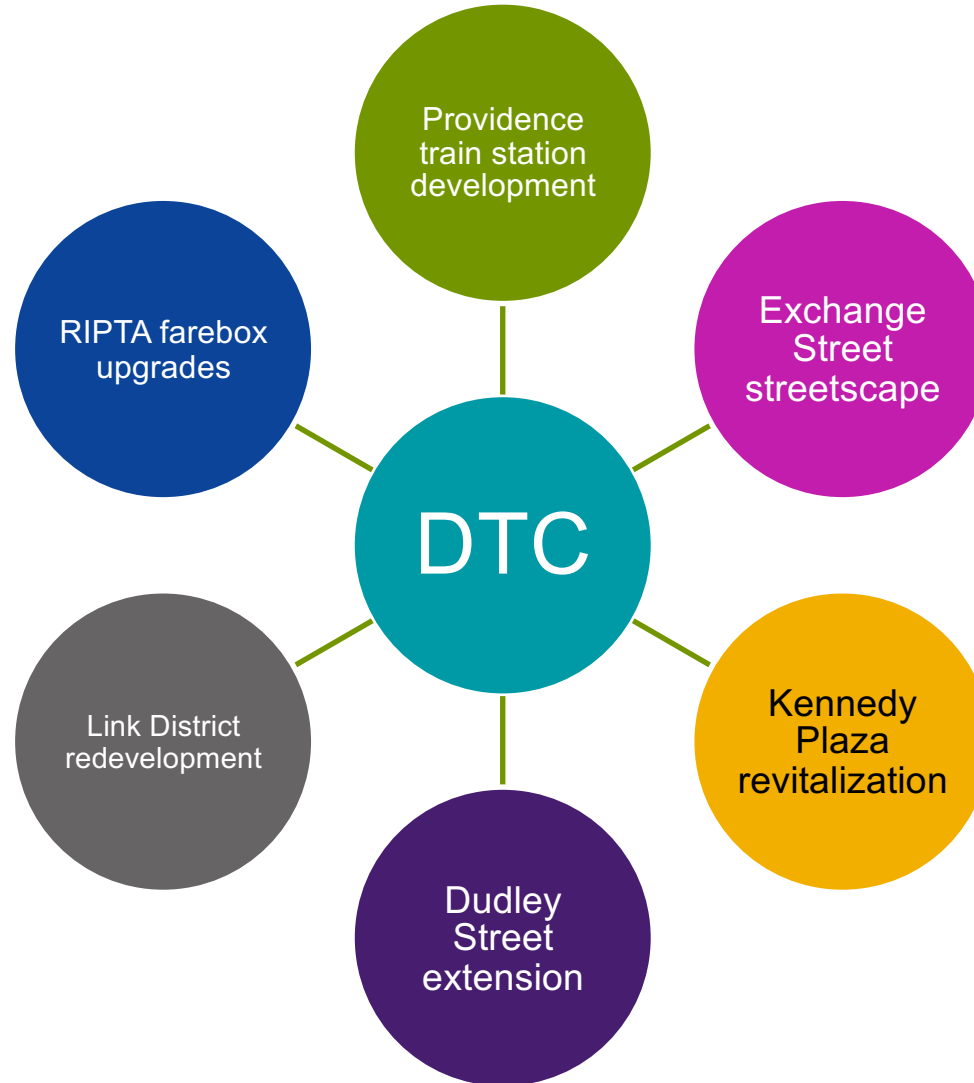 Providence
train station
development
RIPTA farebox
upgrades
Exchange
Street
streetscape
DTC
Link District
redevelopment
Kennedy
Plaza
revitalization
Dudley
Street
extension